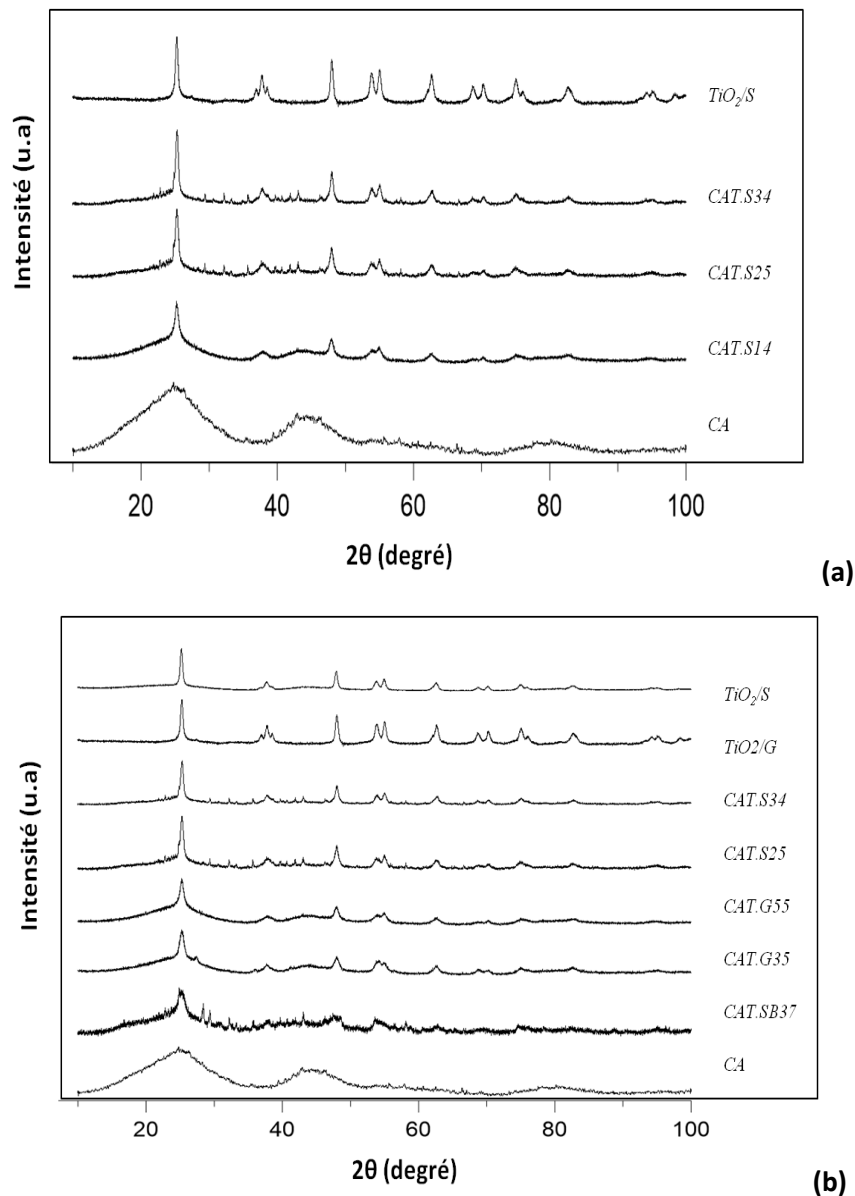 Intensité (u.a)
TiO2/S
CAT.S34
CAT.S25
CAT.S14
CA
20 40 60 80 100
2θ (degré)
(a)
Intensité (u.a)
TiO2/S
TiO2/G
CAT.S34
CAT.S25
CAT.G55
CAT.G35
CAT.SB37
CA
20 40 60 80 100
2θ (degré)
(b)